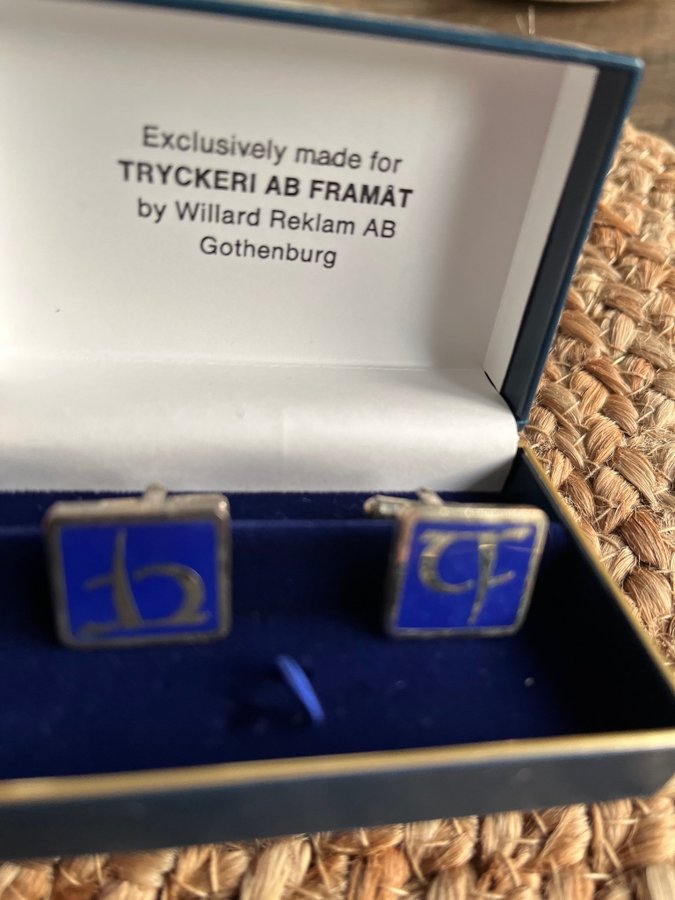 Exclusively made for
TRYCKERI AB FRAMÅT
by Willard Reklam AB
Gothenburg